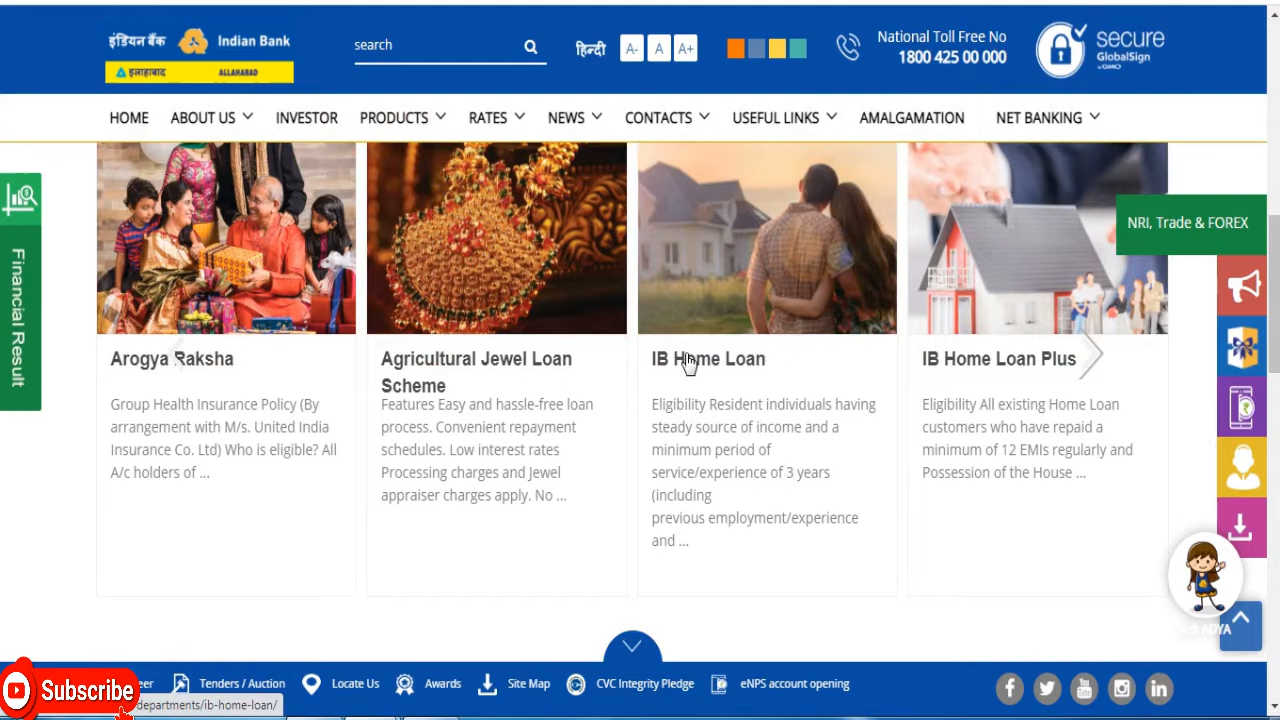 इंडियन बैंक Indian Bank
इलाहाबाद ALLAHABAD
search
हिन्दी A- A A+
National Toll Free No
1800 425 00 000
secure
GlobalSign
by GMO
HOME ABOUT US INVESTOR PRODUCTS RATES NEWS CONTACTS USEFUL LINKS AMALGAMATION NET BANKING
Financial Result
NRI, Trade & FOREX
Arogya Raksha
Group Health Insurance Policy (By
arrangement with M/s. United India
Insurance Co. Ltd) Who is eligible? All
A/c holders of ...
Agricultural Jewel Loan
Scheme
Features Easy and hassle-free loan
process. Convenient repayment
schedules. Low interest rates
Processing charges and Jewel
appraiser charges apply. No ...
IB Home Loan
Eligibility Resident individuals having
steady source of income and a
minimum period of
service/experience of 3 years
(including
previous employment/experience
and ...
IB Home Loan Plus
Eligibility All existing Home Loan
customers who have repaid a
minimum of 12 EMIs regularly and
Possession of the House ...
ADYA
Tenders / Auction Locate Us Awards Site Map CVC Integrity Pledge eNPS account opening
Subscribe
departments/ib-home-loan/